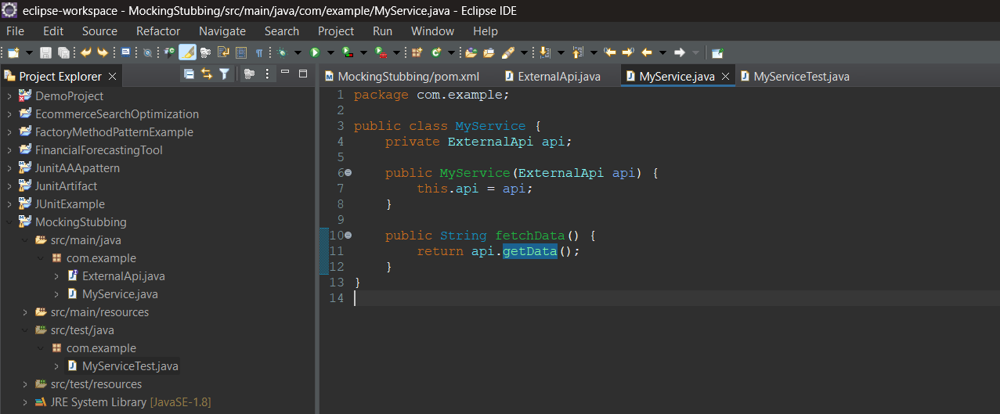 eclipse-workspace - MockingStubbing/src/main/java/com/example/MyService.java - Eclipse IDE
File Edit Source Refactor Navigate Search Project Run Window Help
Project Explorer
DemoProject
EcommerceSearchOptimization
FactoryMethodPatternExample
FinancialForecastingTool
JunitAAApattern
JunitArtifact
JUnitExample
MockingStubbing
src/main/java
com.example
ExternalApi.java
MyService.java
src/main/resources
src/test/java
com.example
MyServiceTest.java
src/test/resources
JRE System Library [JavaSE-1.8]
MockingStubbing/pom.xml ExternalApi.java MyService.java MyServiceTest.java
1 package com.example;
2
3 public class MyService {
4     private ExternalApi api;
5
6     public MyService(ExternalApi api) {
7         this.api = api;
8     }
9
10     public String fetchData() {
11         return api.getData();
12     }
13 }
14